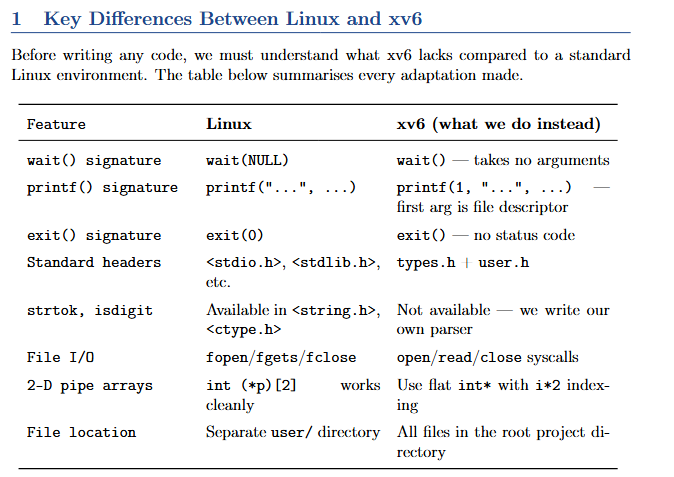 1 Key Differences Between Linux and xv6
Before writing any code, we must understand what xv6 lacks compared to a standard
Linux environment. The table below summarises every adaptation made.
Feature Linux xv6 (what we do instead)
wait() signature wait(NULL) wait() — takes no arguments
printf() signature printf("...", ...) printf(1, "...", ...) —
first arg is file descriptor
exit() signature exit(0) exit() — no status code
Standard headers <stdio.h>, <stdlib.h>, types.h + user.h
etc.
strtok, isdigit Available in <string.h>, Not available — we write our
<ctype.h> own parser
File I/O fopen/fgets/fclose open/read/close syscalls
2-D pipe arrays int (*p)[2] works Use flat int* with i*2 index-
cleanly ing
File location Separate user/ directory All files in the root project di-
rectory